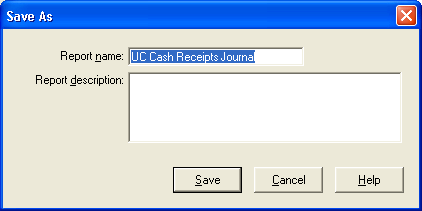 Save As
Report name: UC Cash Receipts Journal
Report description:
Save Cancel Help